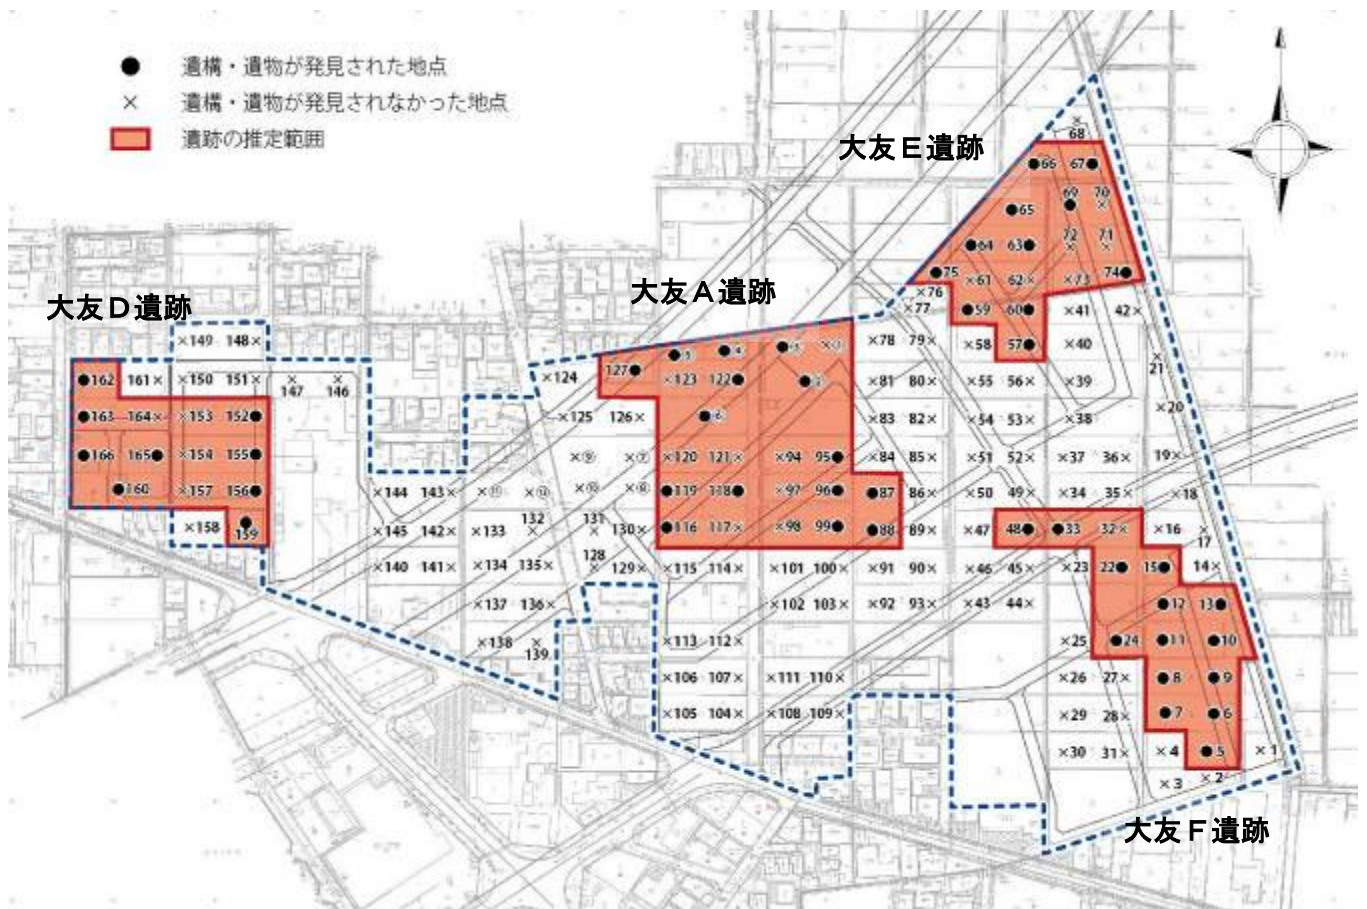 ● 遺構・遺物が発見された地点
× 遺構・遺物が発見されなかった地点
遺跡の推定範囲
大友E遺跡
大友A遺跡
大友D遺跡
大友F遺跡
×
68
●66 67●
69 70
●65
72 71
●64 63●
●75 ×61 62× ×73 74●
×76
×77 ●59 60● ×41 42×
×149 148× ×78 79× ×58 57● ×40
21
●162 161× ×150 151× 147 146 ×124 127● ×123 122● ×81 80× ×55 56× ×39
●163 164× ×153 152● ×125 126× ×83 82× ×54 53× ×38 ×20
●166 165● ×154 155● ×⑨ ×⑦ ×120 121× ×94 95● ×84 85× ×51 52× ×37 36× 19×
●160 ×157 156● ×144 143× ●119 118● ×97 96● ●87 86× ×50 49× ×34 35× ×18
×158 159 ×145 142× ×133 132 131 130× ●116 117× ×98 99● ●88 89× ×47 48● ●33 32× ×16 17
×140 141× ×134 135× 128 129× ×115 114× ×101 100× ×91 90× ×46 45× ×23 22● 15● 14×
×137 136× ×102 103× ×92 93× ×43 44× ●12 13●
×138 139 ×113 112× ×25 ●24 ●11 ●10
×106 107× ×111 110× ×26 27× ●8 ●9
×105 104× ×108 109× ×29 28× ●7 ●6
×30 31× ×4 ●5 ×1
×3 ×2